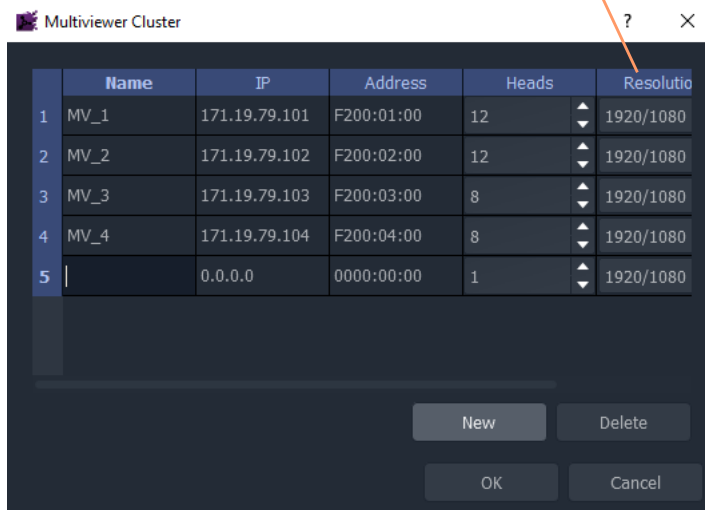 Multiviewer Cluster ?
Name IP Address Heads Resolutio
1 MV_1 171.19.79.101 F200:01:00 12 1920/1080
2 MV_2 171.19.79.102 F200:02:00 12 1920/1080
3 MV_3 171.19.79.103 F200:03:00 8 1920/1080
4 MV_4 171.19.79.104 F200:04:00 8 1920/1080
5 0.0.0.0 0000:00:00 1 1920/1080
New Delete
OK Cancel